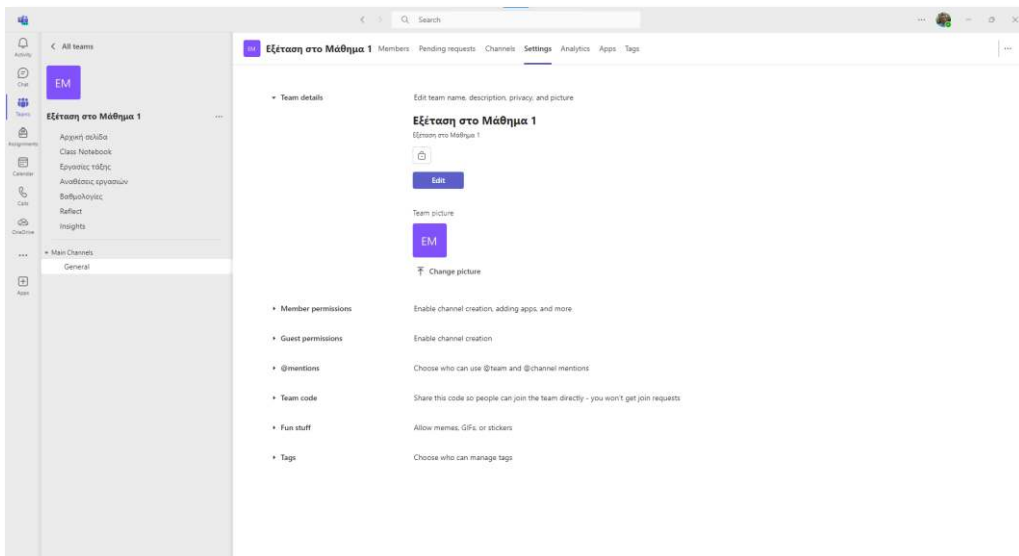 Search
Activity
Chat
Teams
Assignments
Calendar
Calls
OneDrive
Apps
All teams
EM
Εξέταση στο Μάθημα 1
Αρχική σελίδα
Class Notebook
Εργασίες τάξης
Αναθέσεις εργασιών
Βαθμολογίες
Reflect
Insights
Main Channels
General
EM Εξέταση στο Μάθημα 1 Members Pending requests Channels Settings Analytics Apps Tags
Team details Edit team name, description, privacy, and picture
Εξέταση στο Μάθημα 1
Εξέταση στο Μάθημα 1
Edit
Team picture
EM
Change picture
Member permissions Enable channel creation, adding apps, and more
Guest permissions Enable channel creation
@mentions Choose who can use @team and @channel mentions
Team code Share this code so people can join the team directly - you won't get join requests
Fun stuff Allow memes, GIFs, or stickers
Tags Choose who can manage tags